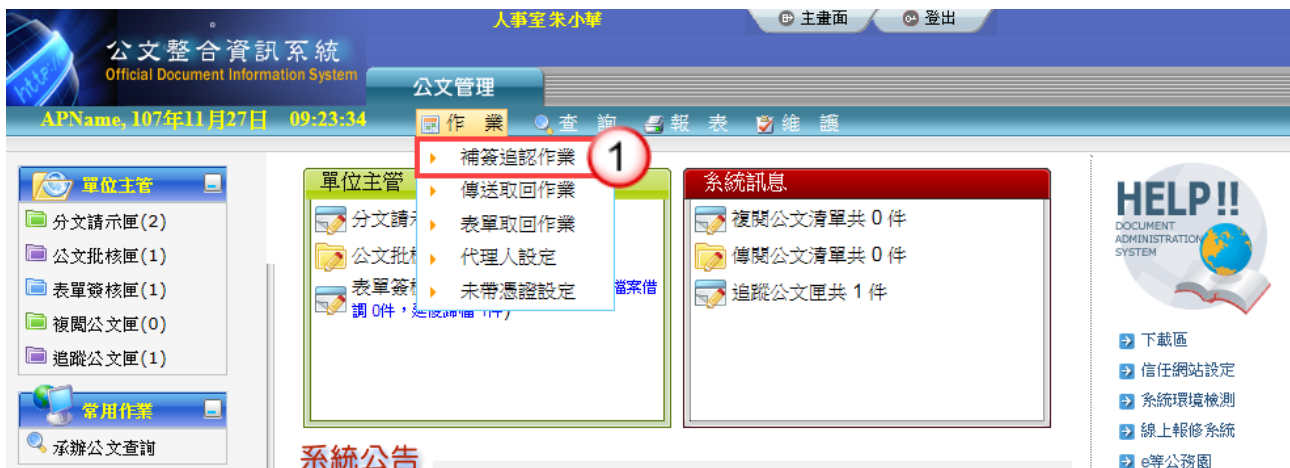 人事室朱小華
主畫面
登出
公文整合資訊系統
Official Document Information System
公文管理
APName, 107年11月27日 09:23:34
作 業 查 詢 報 表 維 護
補簽追認作業
1
傳送取回作業
表單取回作業
代理人設定
未帶憑證設定
單位主管
分文請示匣(2)
公文批核匣(1)
表單簽核匣(1)
複閱公文匣(0)
追蹤公文匣(1)
常用作業
承辦公文查詢
單位主管
分文請
公文批
表單簽
檔案借
調 0件，延後歸檔 1件)
系統訊息
複閱公文清單共 0 件
傳閱公文清單共 0 件
追蹤公文匣共 1 件
系統公告
HELP!!
DOCUMENT
ADMINISTRATION
SYSTEM
下載區
信任網站設定
系統環境檢測
線上報修系統
e等公務園